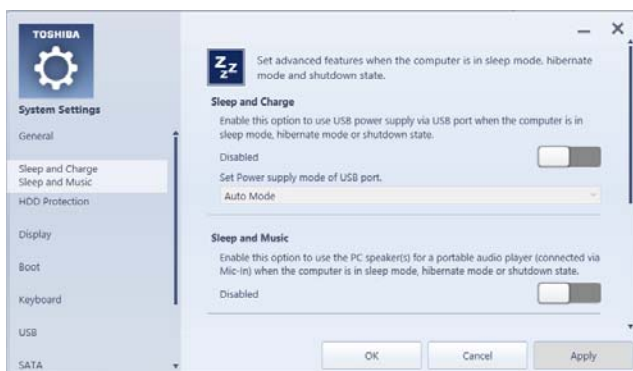 TOSHIBA
System Settings
General
Sleep and Charge
Sleep and Music
HDD Protection
Display
Boot
Keyboard
USB
SATA
Zzz
Set advanced features when the computer is in sleep mode, hibernate
mode and shutdown state.
Sleep and Charge
Enable this option to use USB power supply via USB port when the computer is in
sleep mode, hibernate mode or shutdown state.
Disabled
Set Power supply mode of USB port.
Auto Mode
Sleep and Music
Enable this option to use the PC speaker(s) for a portable audio player (connected via
Mic-In) when the computer is in sleep mode, hibernate mode or shutdown state.
Disabled
OK
Cancel
Apply